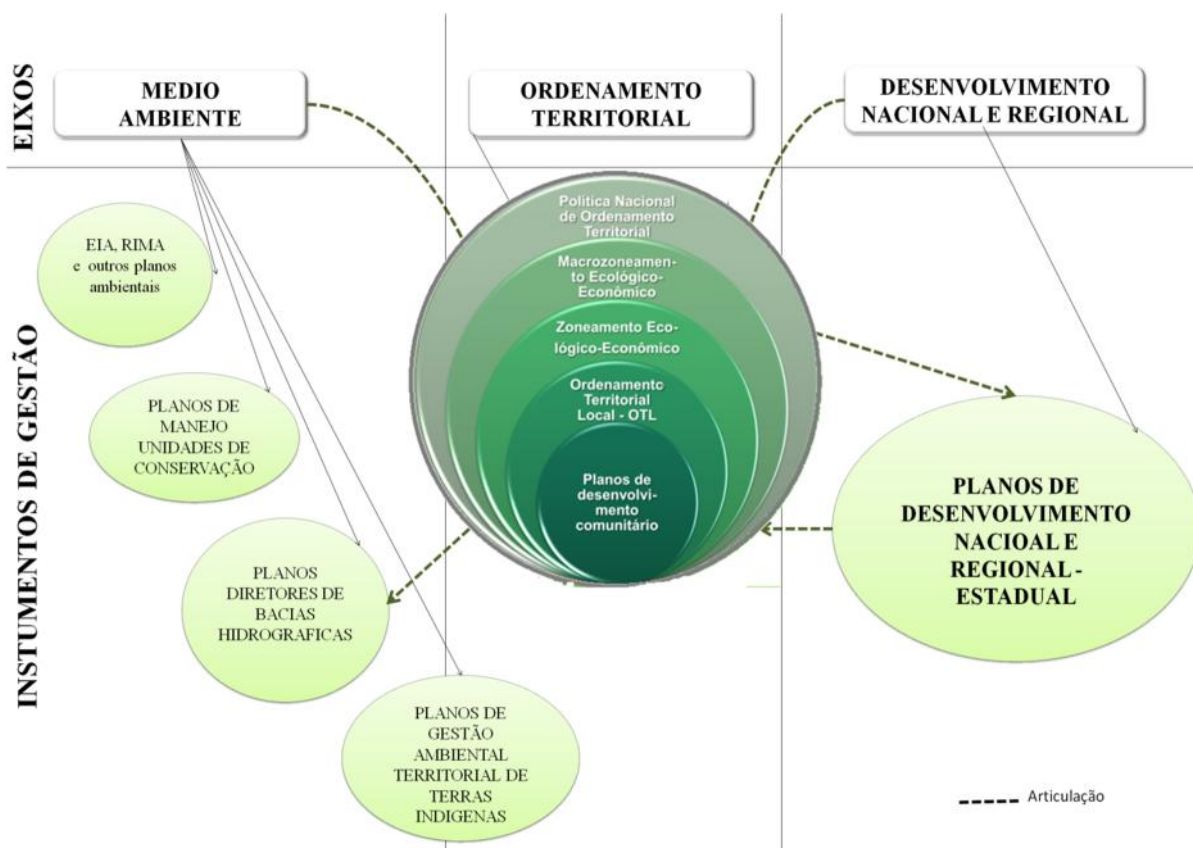 EIXOS
MEDIO
AMBIENTE
ORDENAMENTO
TERRITORIAL
DESENVOLVIMENTO
NACIONAL E REGIONAL
INSTUMENTOS DE GESTÃO
EIA, RIMA
e outros planos
ambientais
PLANOS DE
MANEJO
UNIDADES DE
CONSERVAÇÃO
PLANOS
DIRETORES DE
BACIAS
HIDROGRAFICAS
PLANOS DE
GESTÃO
AMBIENTAL
TERRITORIAL DE
TERRAS
INDIGENAS
Política Nacional
de Ordenamento
Territorial
Macrozoneamen-
to Ecológico-
Econômico
Zoneamento Eco-
lógico-Econômico
Ordenamento
Territorial
Local - OTL
Planos de
desenvolvi-
mento
comunitário
PLANOS DE
DESENVOLVIMENTO
NACIOAL E
REGIONAL -
ESTADUAL
Articulação